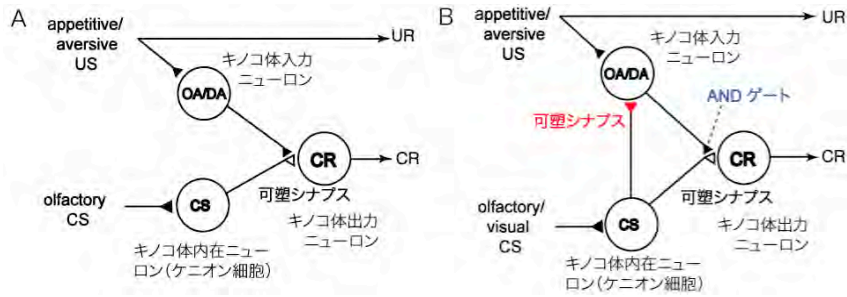 A
appetitive/
aversive
US
UR
キノコ体入力
ニューロン
OA/DA
CR
CR
可塑シナプス
olfactory
CS
CS
キノコ体出力
ニューロン
キノコ体内在ニュー
ロン(ケニオン細胞)
B
appetitive/
aversive
US
UR
キノコ体入力
ニューロン
OA/DA
AND ゲート
可塑シナプス
CR
CR
可塑シナプス
olfactory/
visual
CS
CS
キノコ体出力
ニューロン
キノコ体内在ニュー
ロン(ケニオン細胞)